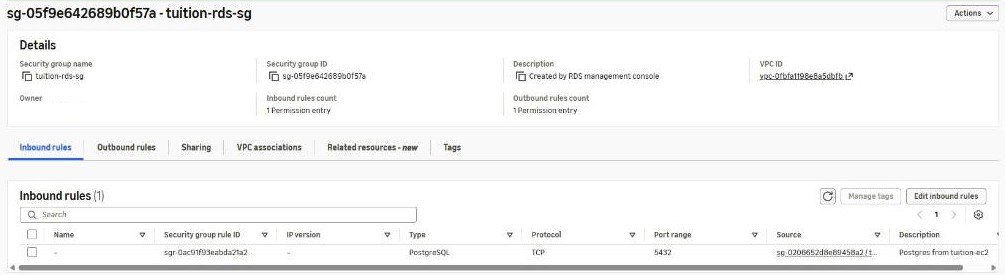 sg-05f9e642689b0f57a - tuition-rds-sg
Actions
Details
Security group name
tuition-rds-sg
Security group ID
sg-05f9e642689b0f57a
Description
Created by RDS management console
VPC ID
vpc-0fbfa1198e8a5dbfb
Owner
Inbound rules count
1 Permission entry
Outbound rules count
1 Permission entry
Inbound rules Outbound rules Sharing VPC associations Related resources - new Tags
Inbound rules (1)
Manage tags
Edit inbound rules
Search
1
Name Security group rule ID IP version Type Protocol Port range Source Description
- sgr-0ac91f93eabda21a2 - PostgreSQL TCP 5432 sg-0206652d8e89458a2 / t... Postgres from tuition-ec2